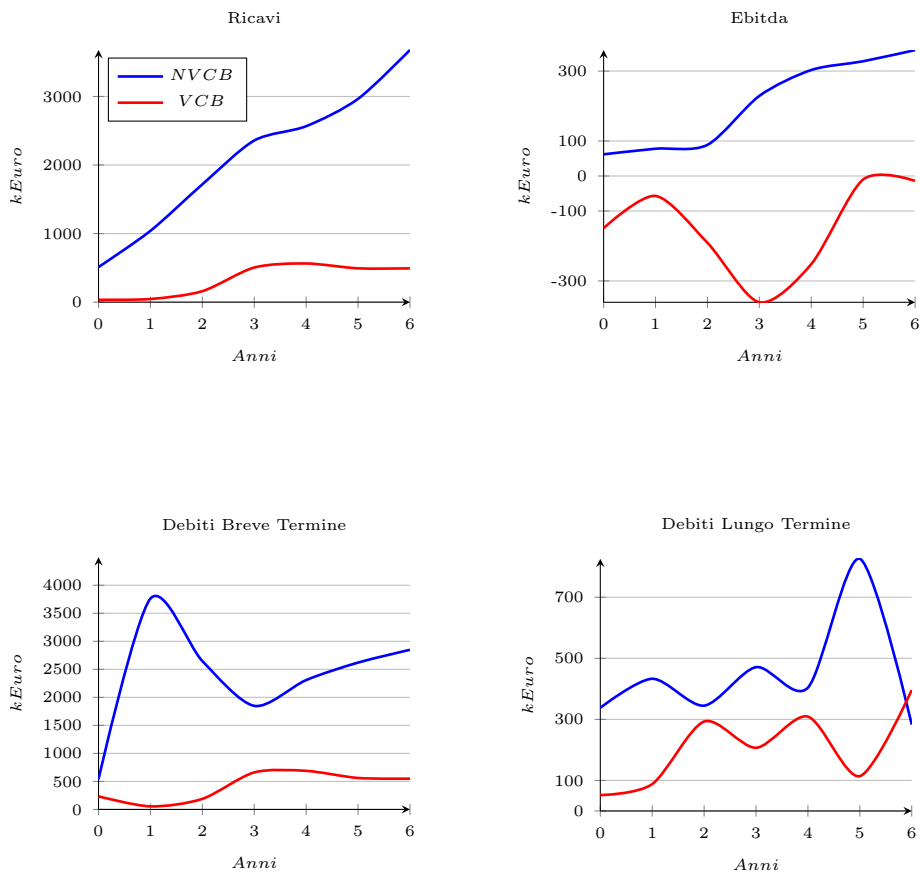 Ricavi
NVCB
VCB
3000
2000
1000
0
kEuro
0 1 2 3 4 5 6
Anni
Ebitda
300
100
0
-100
-300
kEuro
0 1 2 3 4 5 6
Anni
Debiti Breve Termine
4000
3500
3000
2500
2000
1500
1000
500
0
kEuro
0 1 2 3 4 5 6
Anni
Debiti Lungo Termine
700
500
300
100
0
kEuro
0 1 2 3 4 5 6
Anni